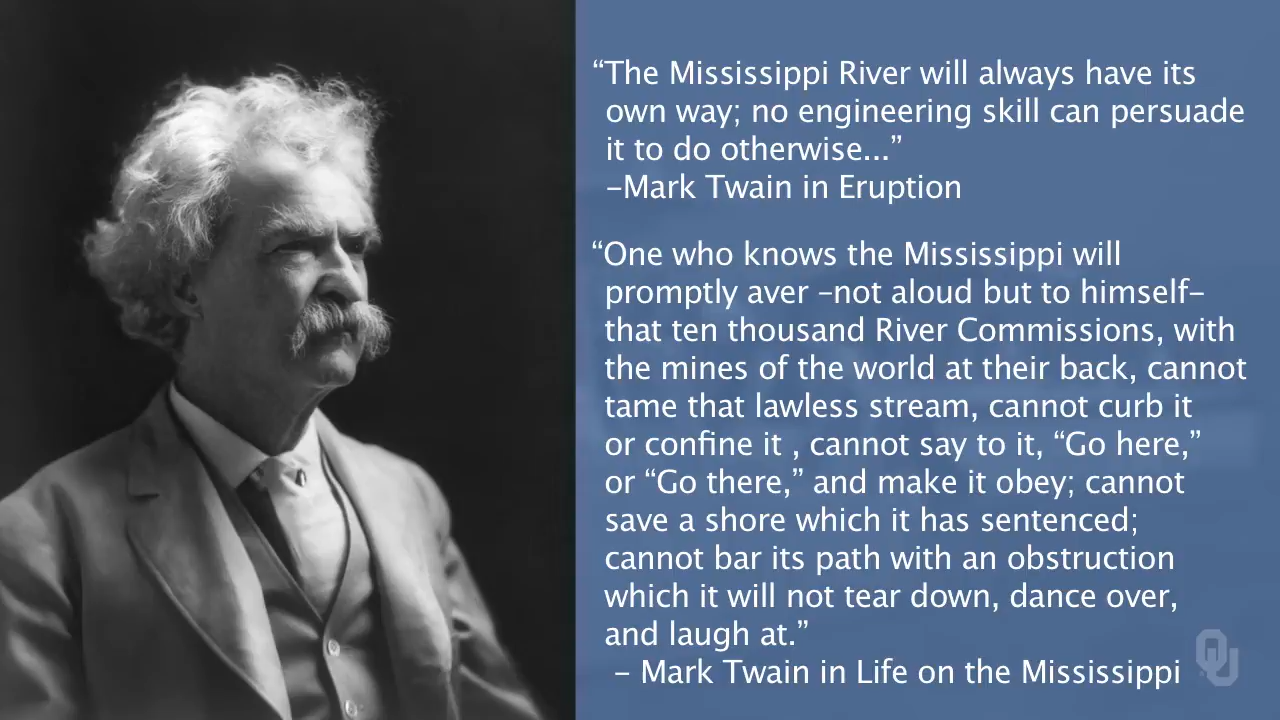 “The Mississippi River will always have its
own way; no engineering skill can persuade
it to do otherwise...”
–Mark Twain in Eruption
“One who knows the Mississippi will
promptly aver –not aloud but to himself–
that ten thousand River Commissions, with
the mines of the world at their back, cannot
tame that lawless stream, cannot curb it
or confine it , cannot say to it, “Go here,”
or “Go there,” and make it obey; cannot
save a shore which it has sentenced;
cannot bar its path with an obstruction
which it will not tear down, dance over,
and laugh at.”
– Mark Twain in Life on the Mississippi
OU